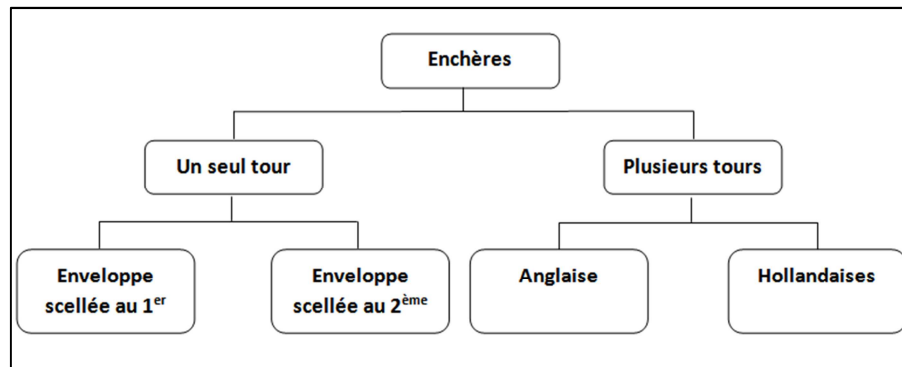 Enchères
Un seul tour
Plusieurs tours
Enveloppe
scellée au 1er
Enveloppe
scellée au 2ème
Anglaise
Hollandaises